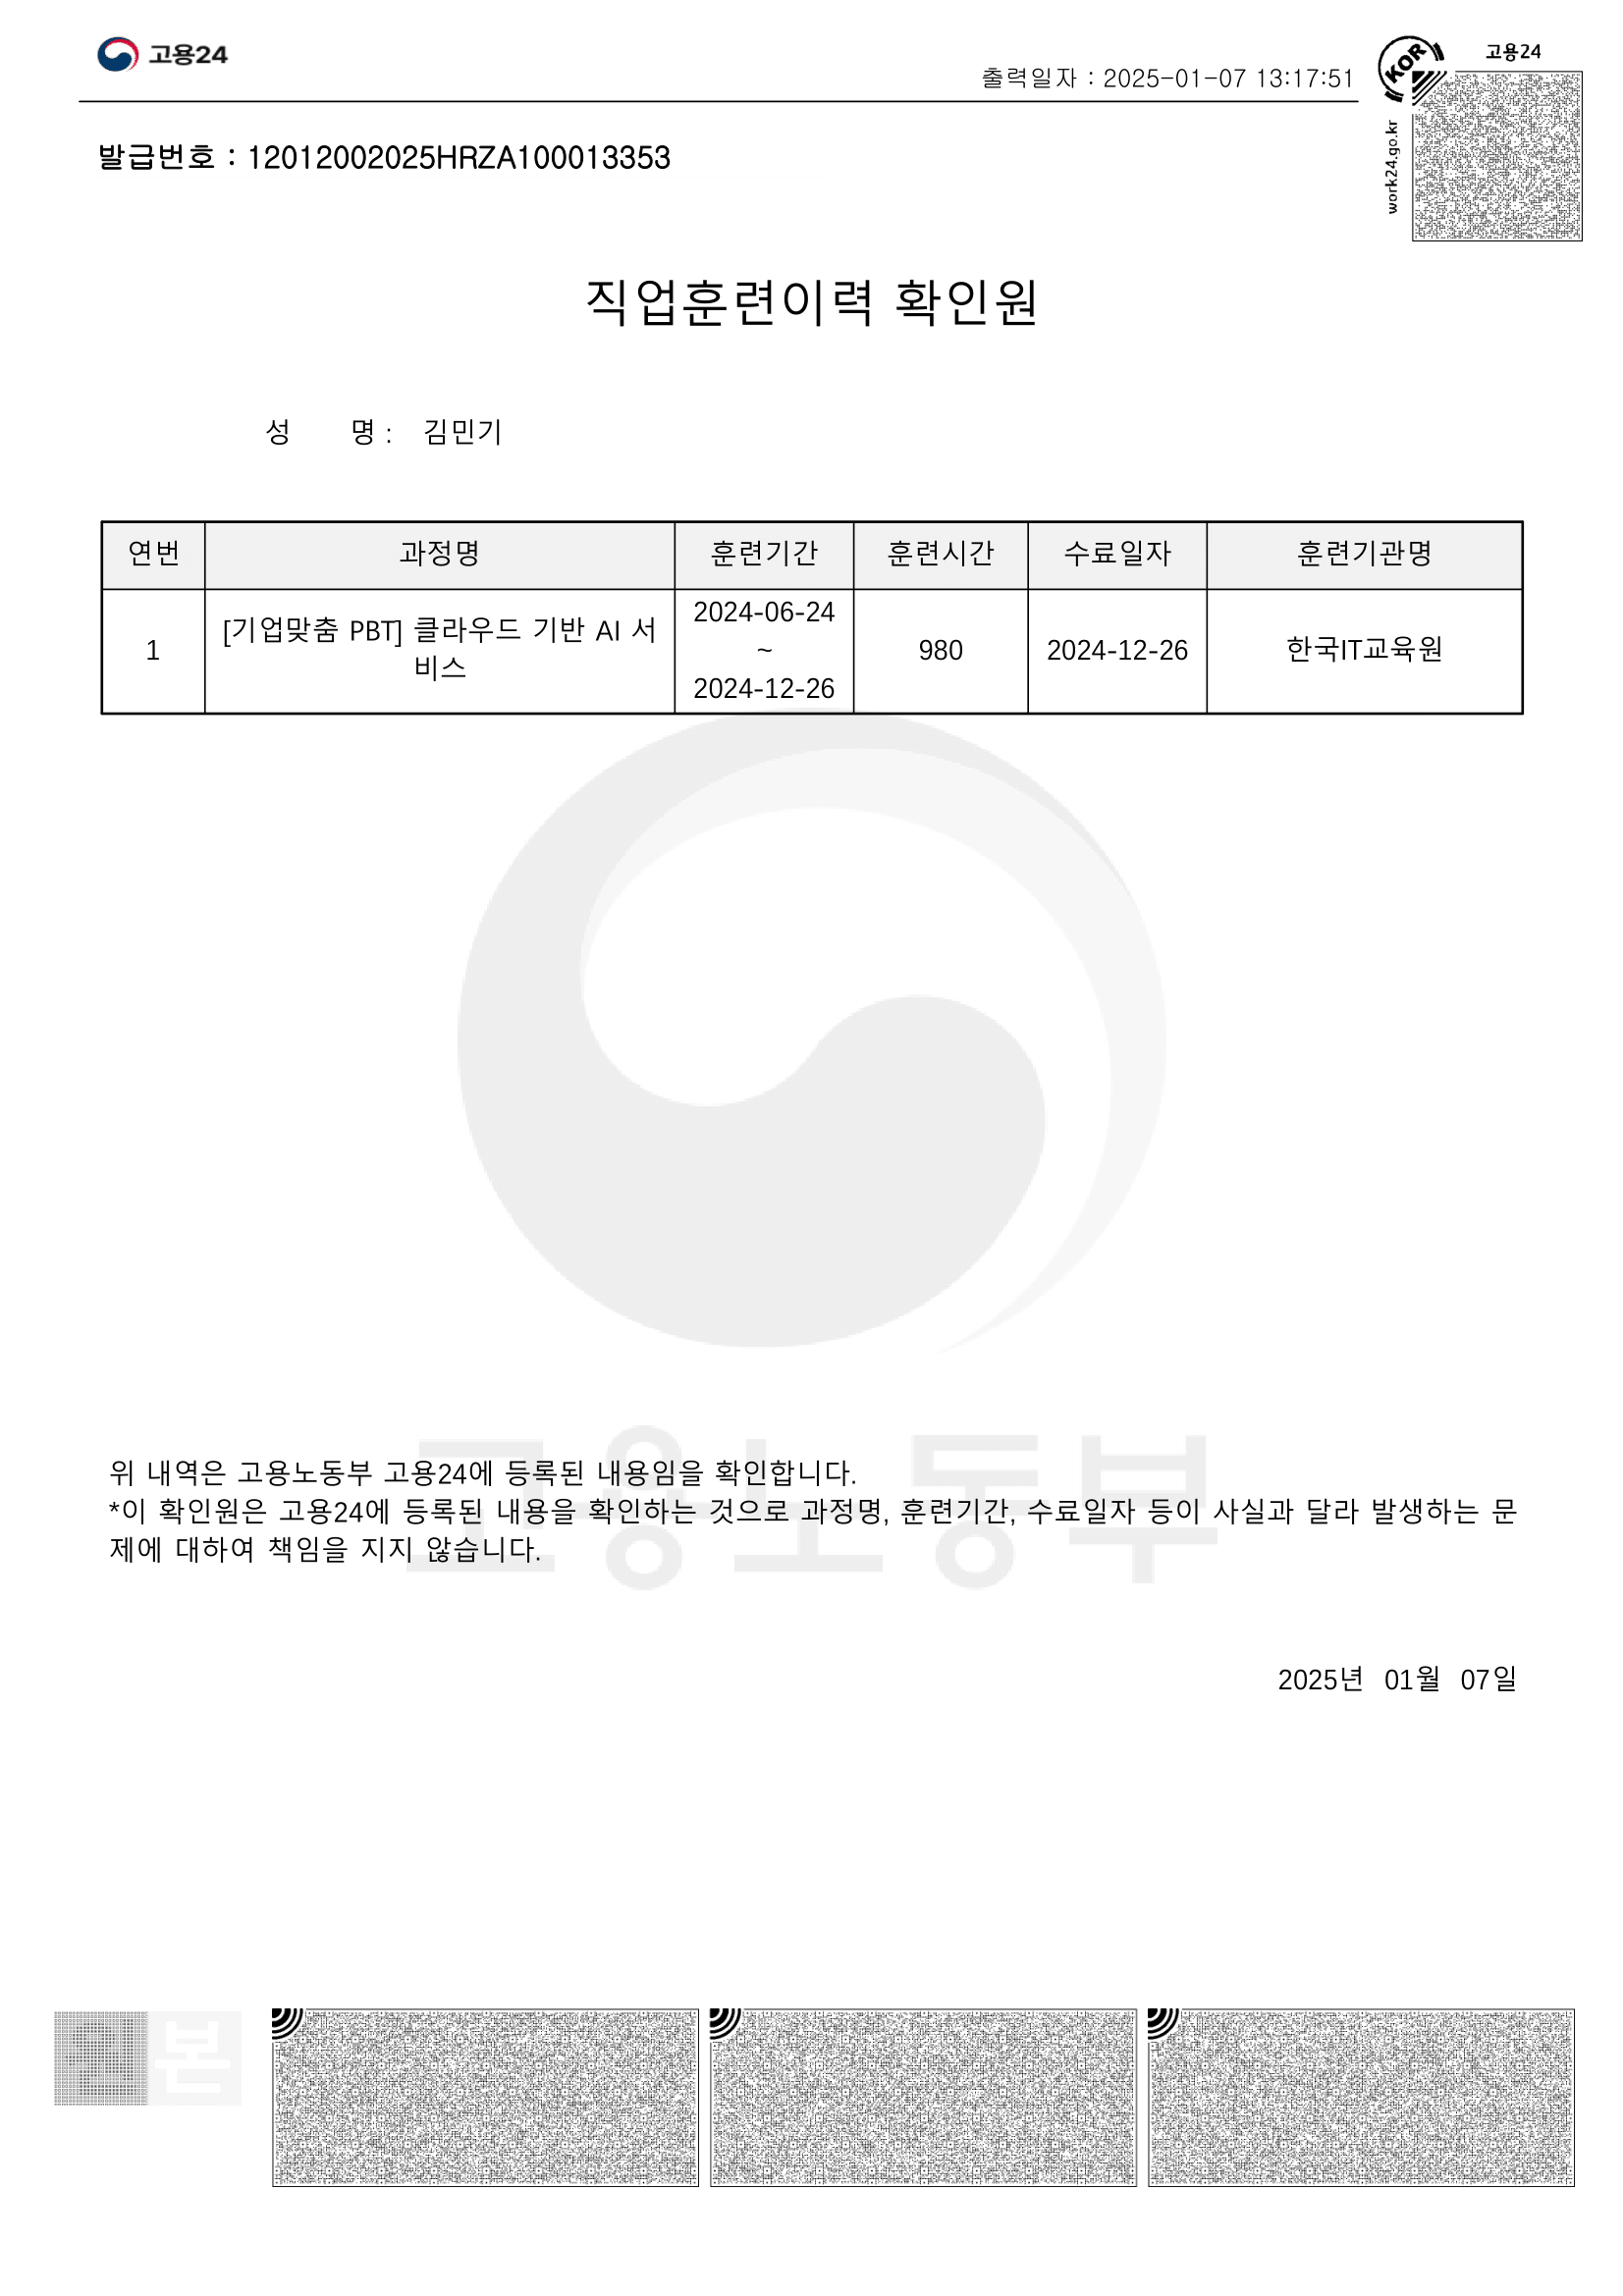 고용24
출력일자 : 2025-01-07 13:17:51
고용24
KOR
work24.go.kr
발급번호 : 12012002025HRZA100013353
직업훈련이력 확인원
성 명 : 김민기
연번 과정명 훈련기간 훈련시간 수료일자 훈련기관명
1 [기업맞춤 PBT] 클라우드 기반 AI 서비스 2024-06-24 ~ 2024-12-26 980 2024-12-26 한국IT교육원
위 내역은 고용노동부 고용24에 등록된 내용임을 확인합니다.
*이 확인원은 고용24에 등록된 내용을 확인하는 것으로 과정명, 훈련기간, 수료일자 등이 사실과 달라 발생하는 문
제에 대하여 책임을 지지 않습니다.
고용노동부
2025년 01월 07일
본